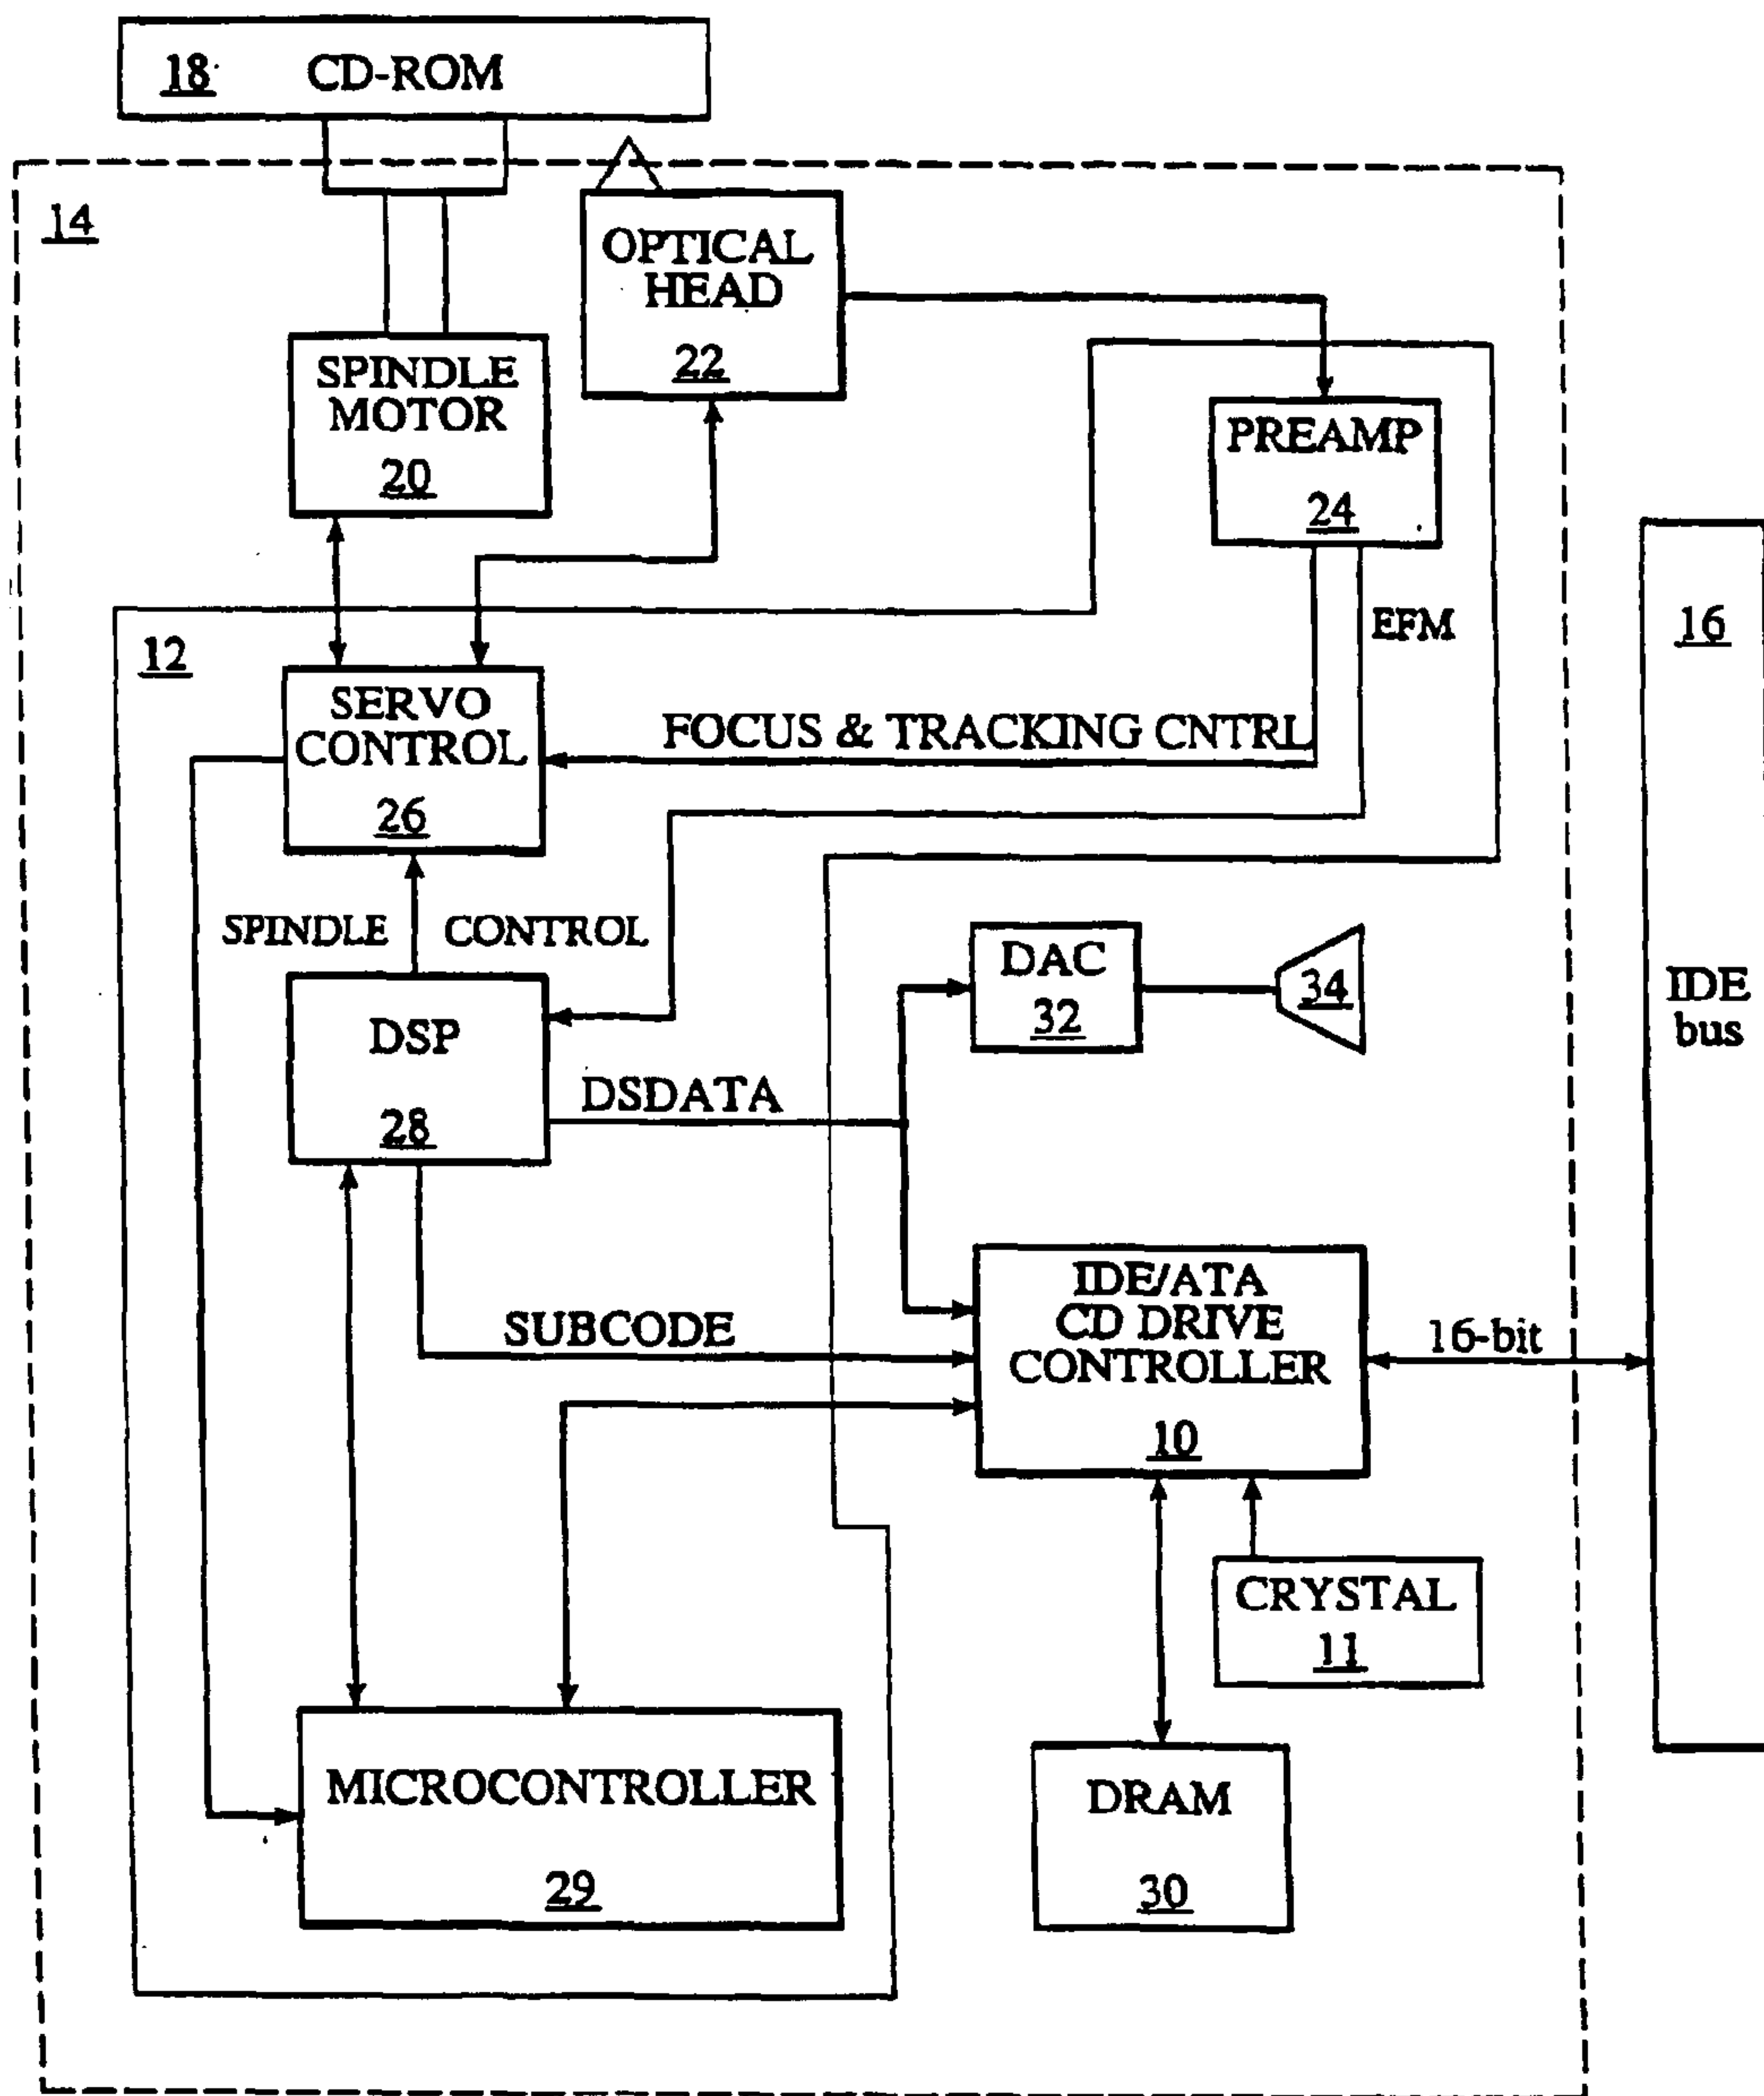 18 CD-ROM
14
OPTICAL
HEAD
22
SPINDLE
MOTOR
20
PREAMP
24
EFM
16
12
SERVO
CONTROL
26
FOCUS & TRACKING CNTRL
SPINDLE CONTROL
DAC
32
34
IDE
bus
DSP
28
DSDATA
IDE/ATA
CD DRIVE
CONTROLLER
10
SUBCODE
16-bit
CRYSTAL
11
MICROCONTROLLER
29
DRAM
30